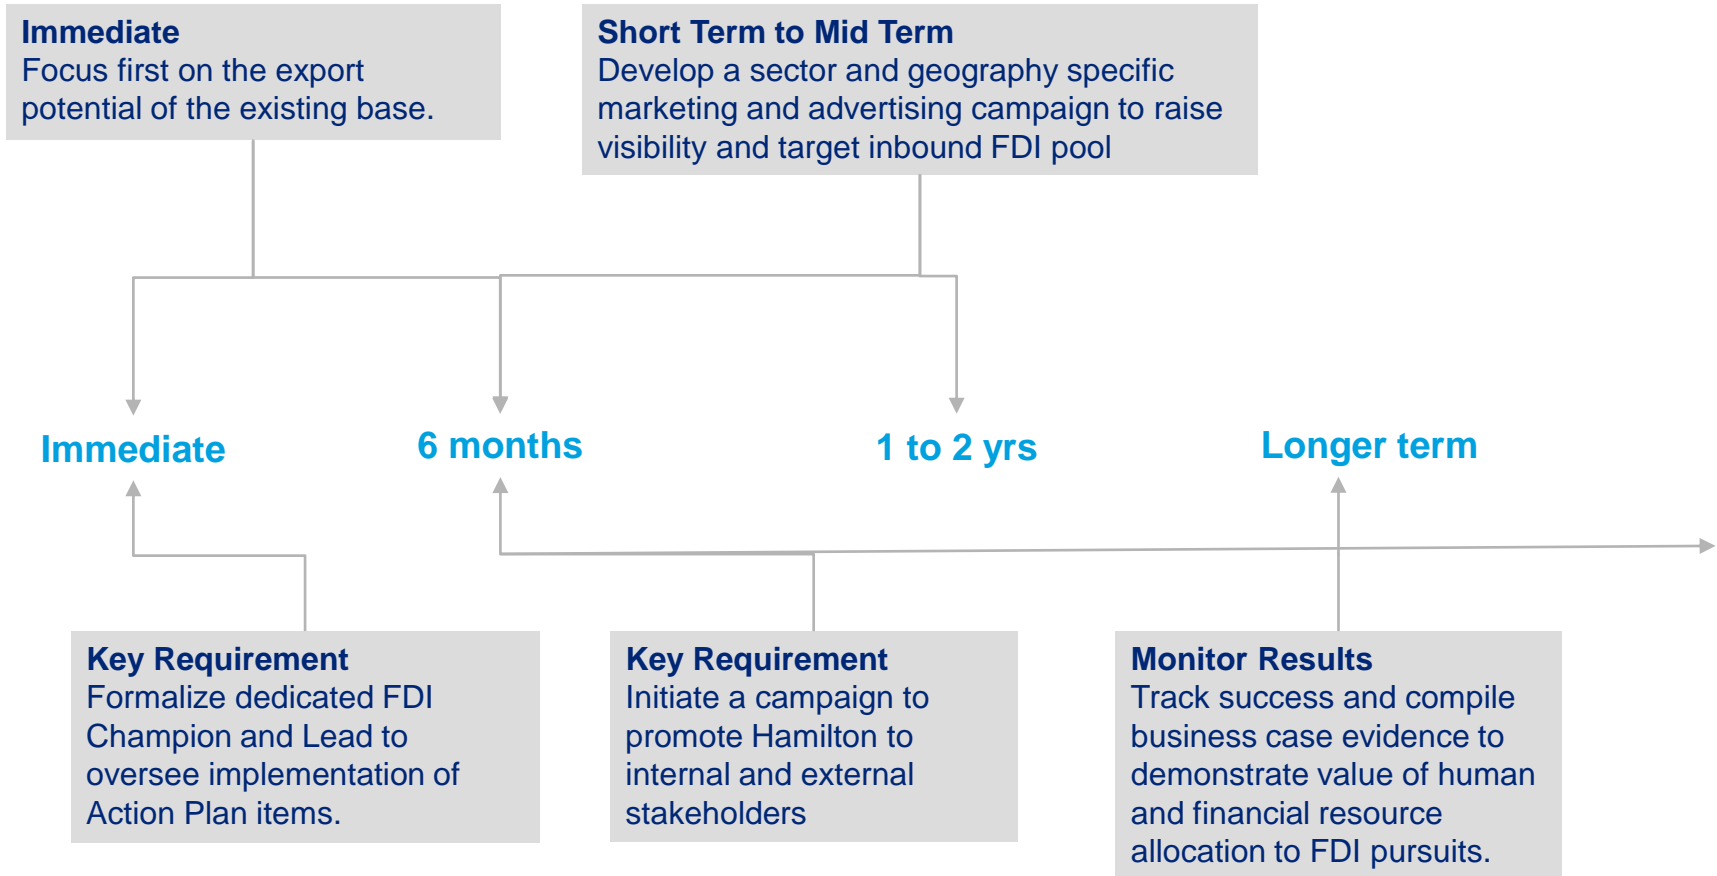 Immediate
Focus first on the export
potential of the existing base.
Short Term to Mid Term
Develop a sector and geography specific
marketing and advertising campaign to raise
visibility and target inbound FDI pool
Immediate
6 months
1 to 2 yrs
Longer term
Key Requirement
Formalize dedicated FDI
Champion and Lead to
oversee implementation of
Action Plan items.
Key Requirement
Initiate a campaign to
promote Hamilton to
internal and external
stakeholders
Monitor Results
Track success and compile
business case evidence to
demonstrate value of human
and financial resource
allocation to FDI pursuits.